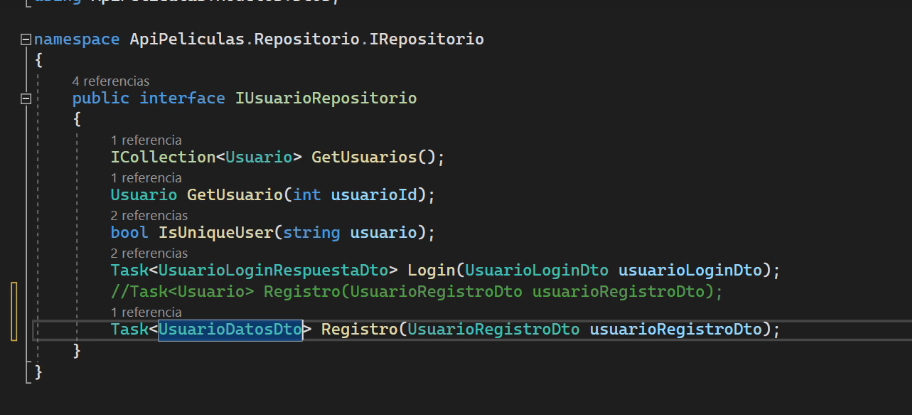 namespace ApiPeliculas.Repositorio.IRepositorio
{
4 referencias
public interface IUsuarioRepositorio
{
1 referencia
ICollection<Usuario> GetUsuarios();
1 referencia
Usuario GetUsuario(int usuarioId);
2 referencias
bool IsUniqueUser(string usuario);
2 referencias
Task<UsuarioLoginRespuestaDto> Login(UsuarioLoginDto usuarioLoginDto);
//Task<Usuario> Registro(UsuarioRegistroDto usuarioRegistroDto);
1 referencia
Task<UsuarioDatosDto> Registro(UsuarioRegistroDto usuarioRegistroDto);
}
}